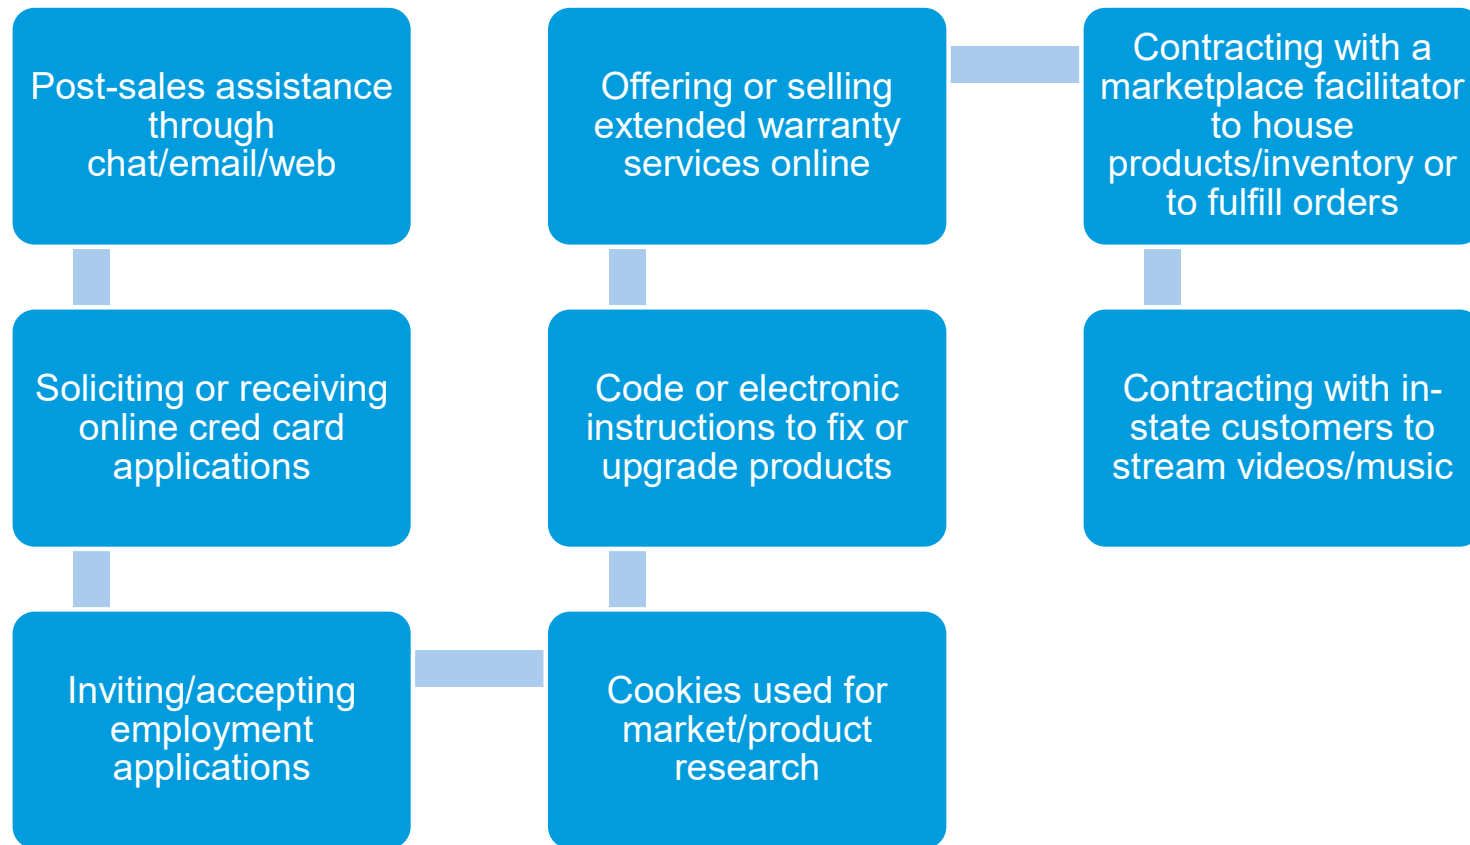 Post-sales assistance
through
chat/email/web
Soliciting or receiving
online cred card
applications
Inviting/accepting
employment
applications
Cookies used for
market/product
research
Code or electronic
instructions to fix or
upgrade products
Offering or selling
extended warranty
services online
Contracting with a
marketplace facilitator
to house
products/inventory or
to fulfill orders
Contracting with in-
state customers to
stream videos/music